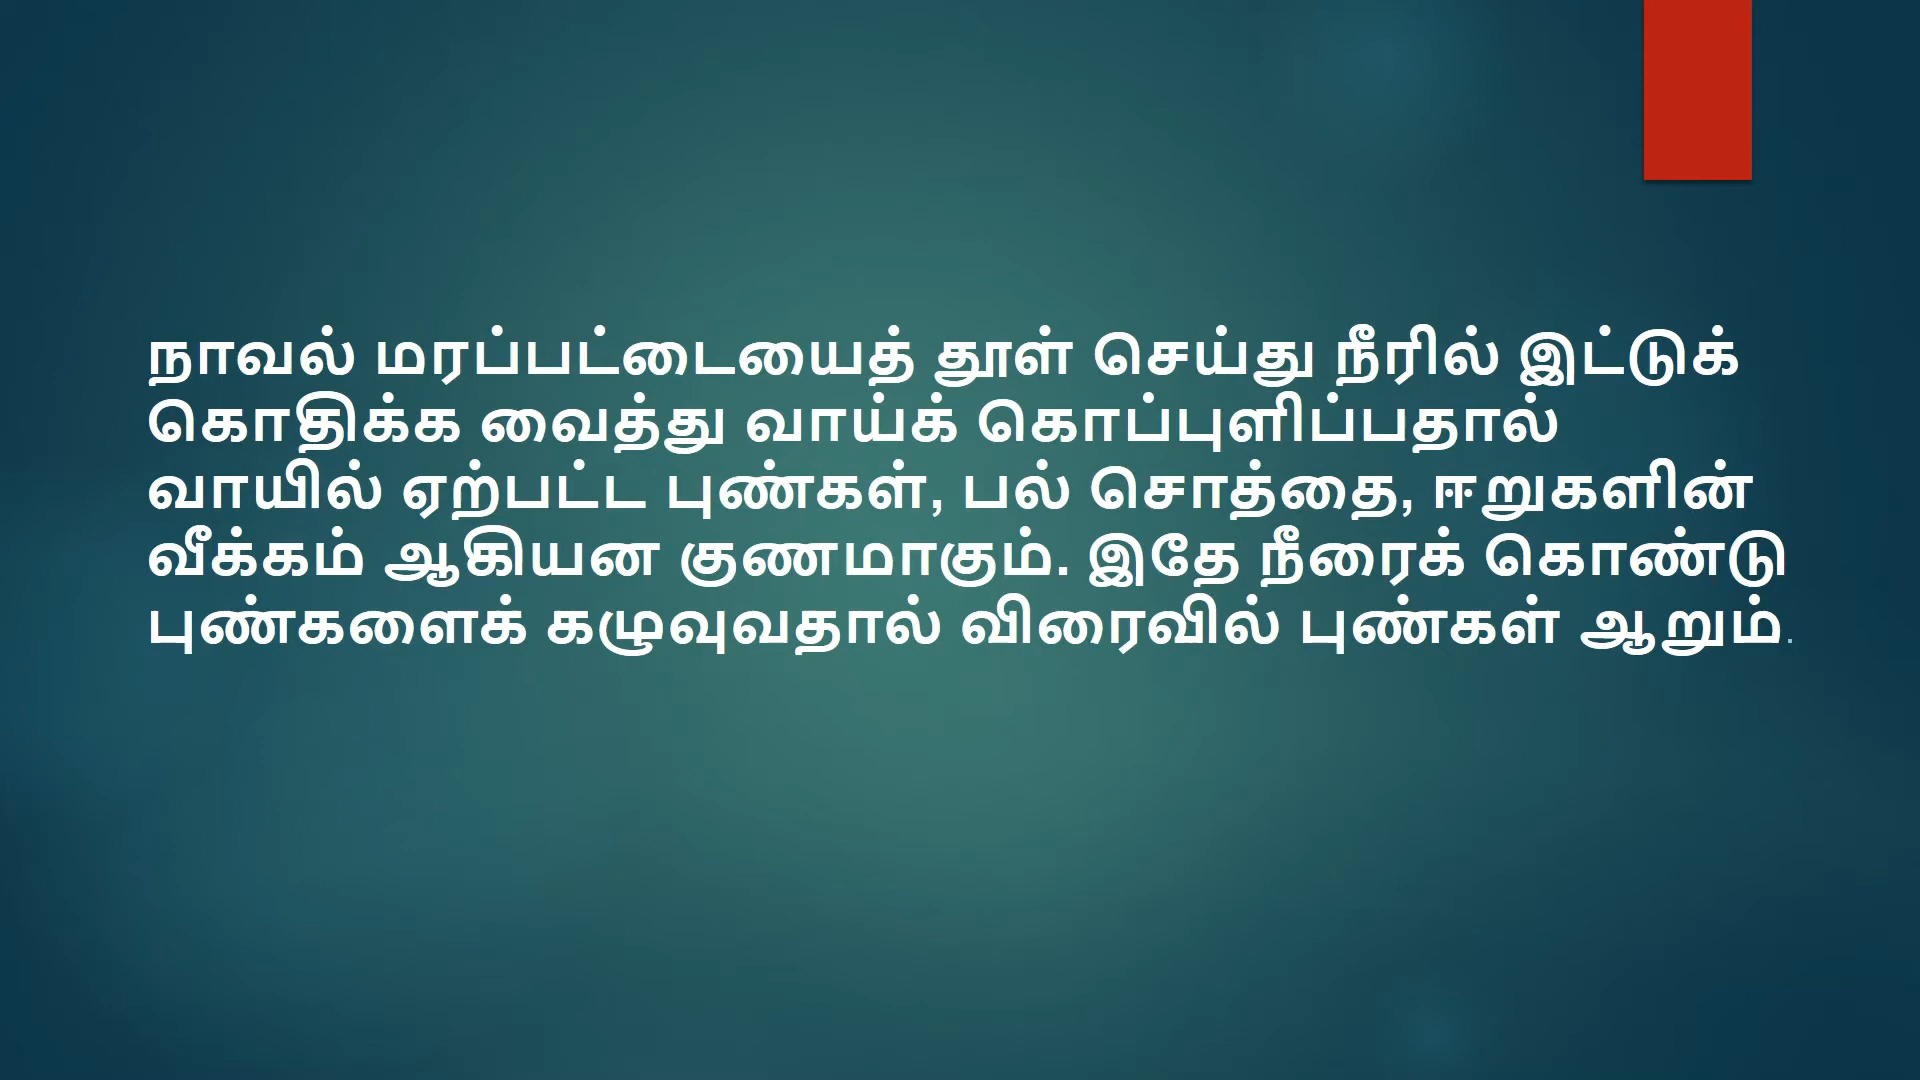 நாவல் மரப்பட்டையைத் தூள் செய்து நீரில் இட்டுக்
கொதிக்க வைத்து வாய்க் கொப்புளிப்பதால்
வாயில் ஏற்பட்ட புண்கள், பல் சொத்தை, ஈறுகளின்
வீக்கம் ஆகியன குணமாகும். இதே நீரைக் கொண்டு
புண்களைக் கழுவுவதால் விரைவில் புண்கள் ஆறும்.